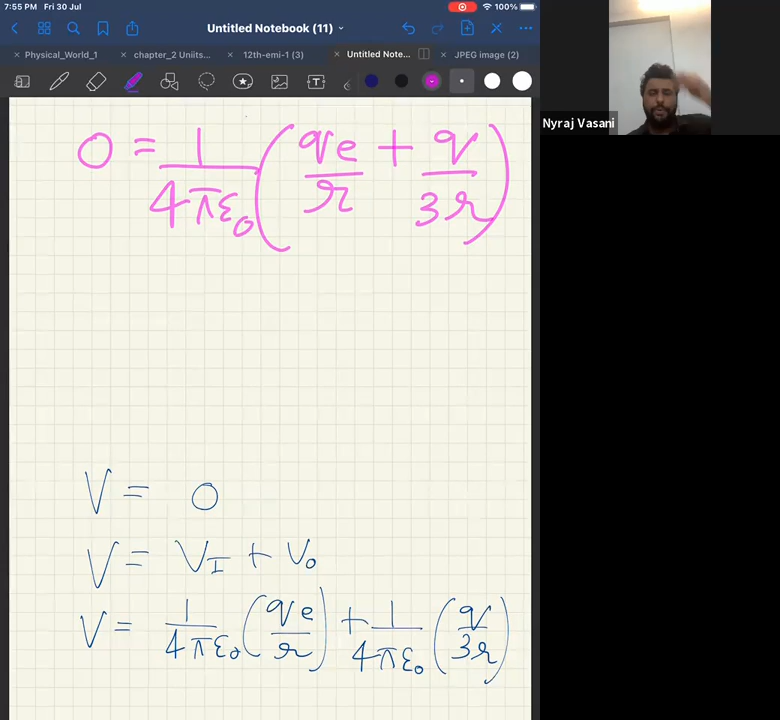 7:55 PM Fri 30 Jul 100%
Untitled Notebook (11)
Physical_World_1 chapter_2 Uniits... 12th-emi-1 (3) Untitled Note... JPEG image (2)
Nyraj Vasani
0 = 1/4πε₀ (qe/r + q/3r)
V = 0
V = V_I + V₀
V = 1/4πε₀ (qe/r) + 1/4πε₀ (q/3r)